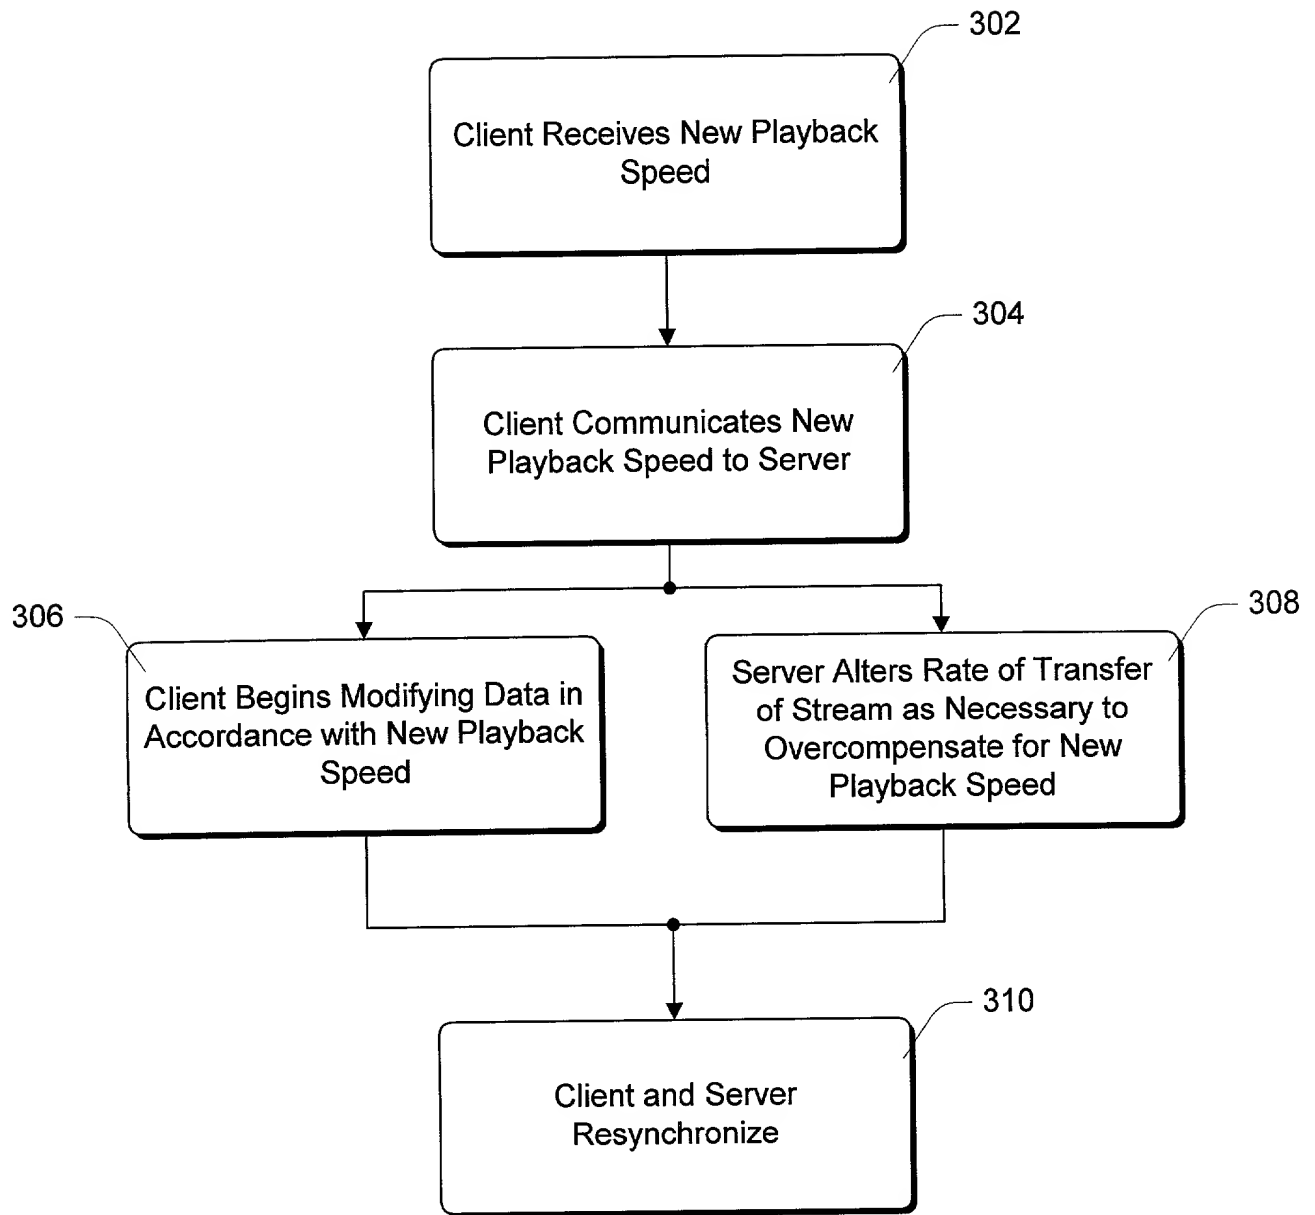 302
Client Receives New Playback
Speed
304
Client Communicates New
Playback Speed to Server
306
Client Begins Modifying Data in
Accordance with New Playback
Speed
308
Server Alters Rate of Transfer
of Stream as Necessary to
Overcompensate for New
Playback Speed
310
Client and Server
Resynchronize